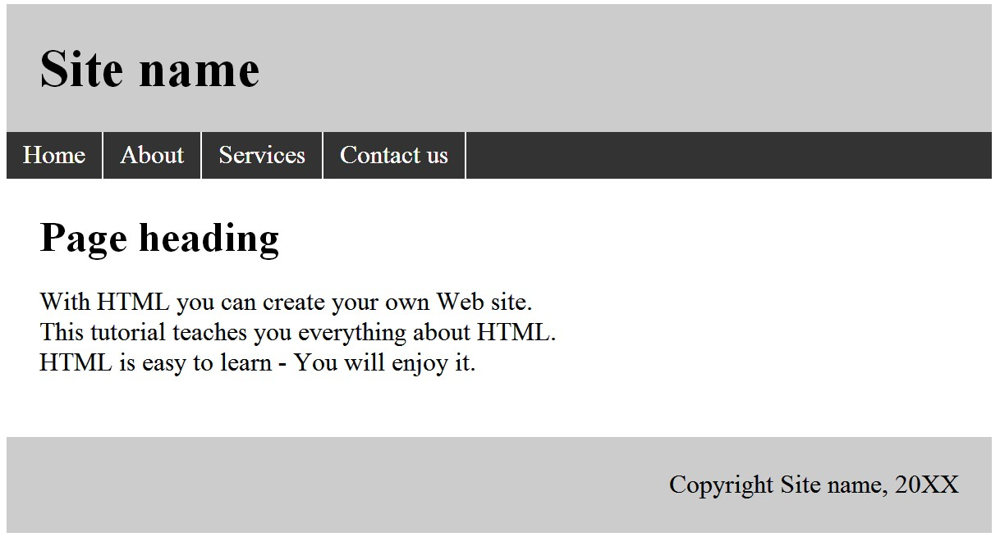 Site name
Home About Services Contact us
Page heading
With HTML you can create your own Web site.
This tutorial teaches you everything about HTML.
HTML is easy to learn - You will enjoy it.
Copyright Site name, 20XX